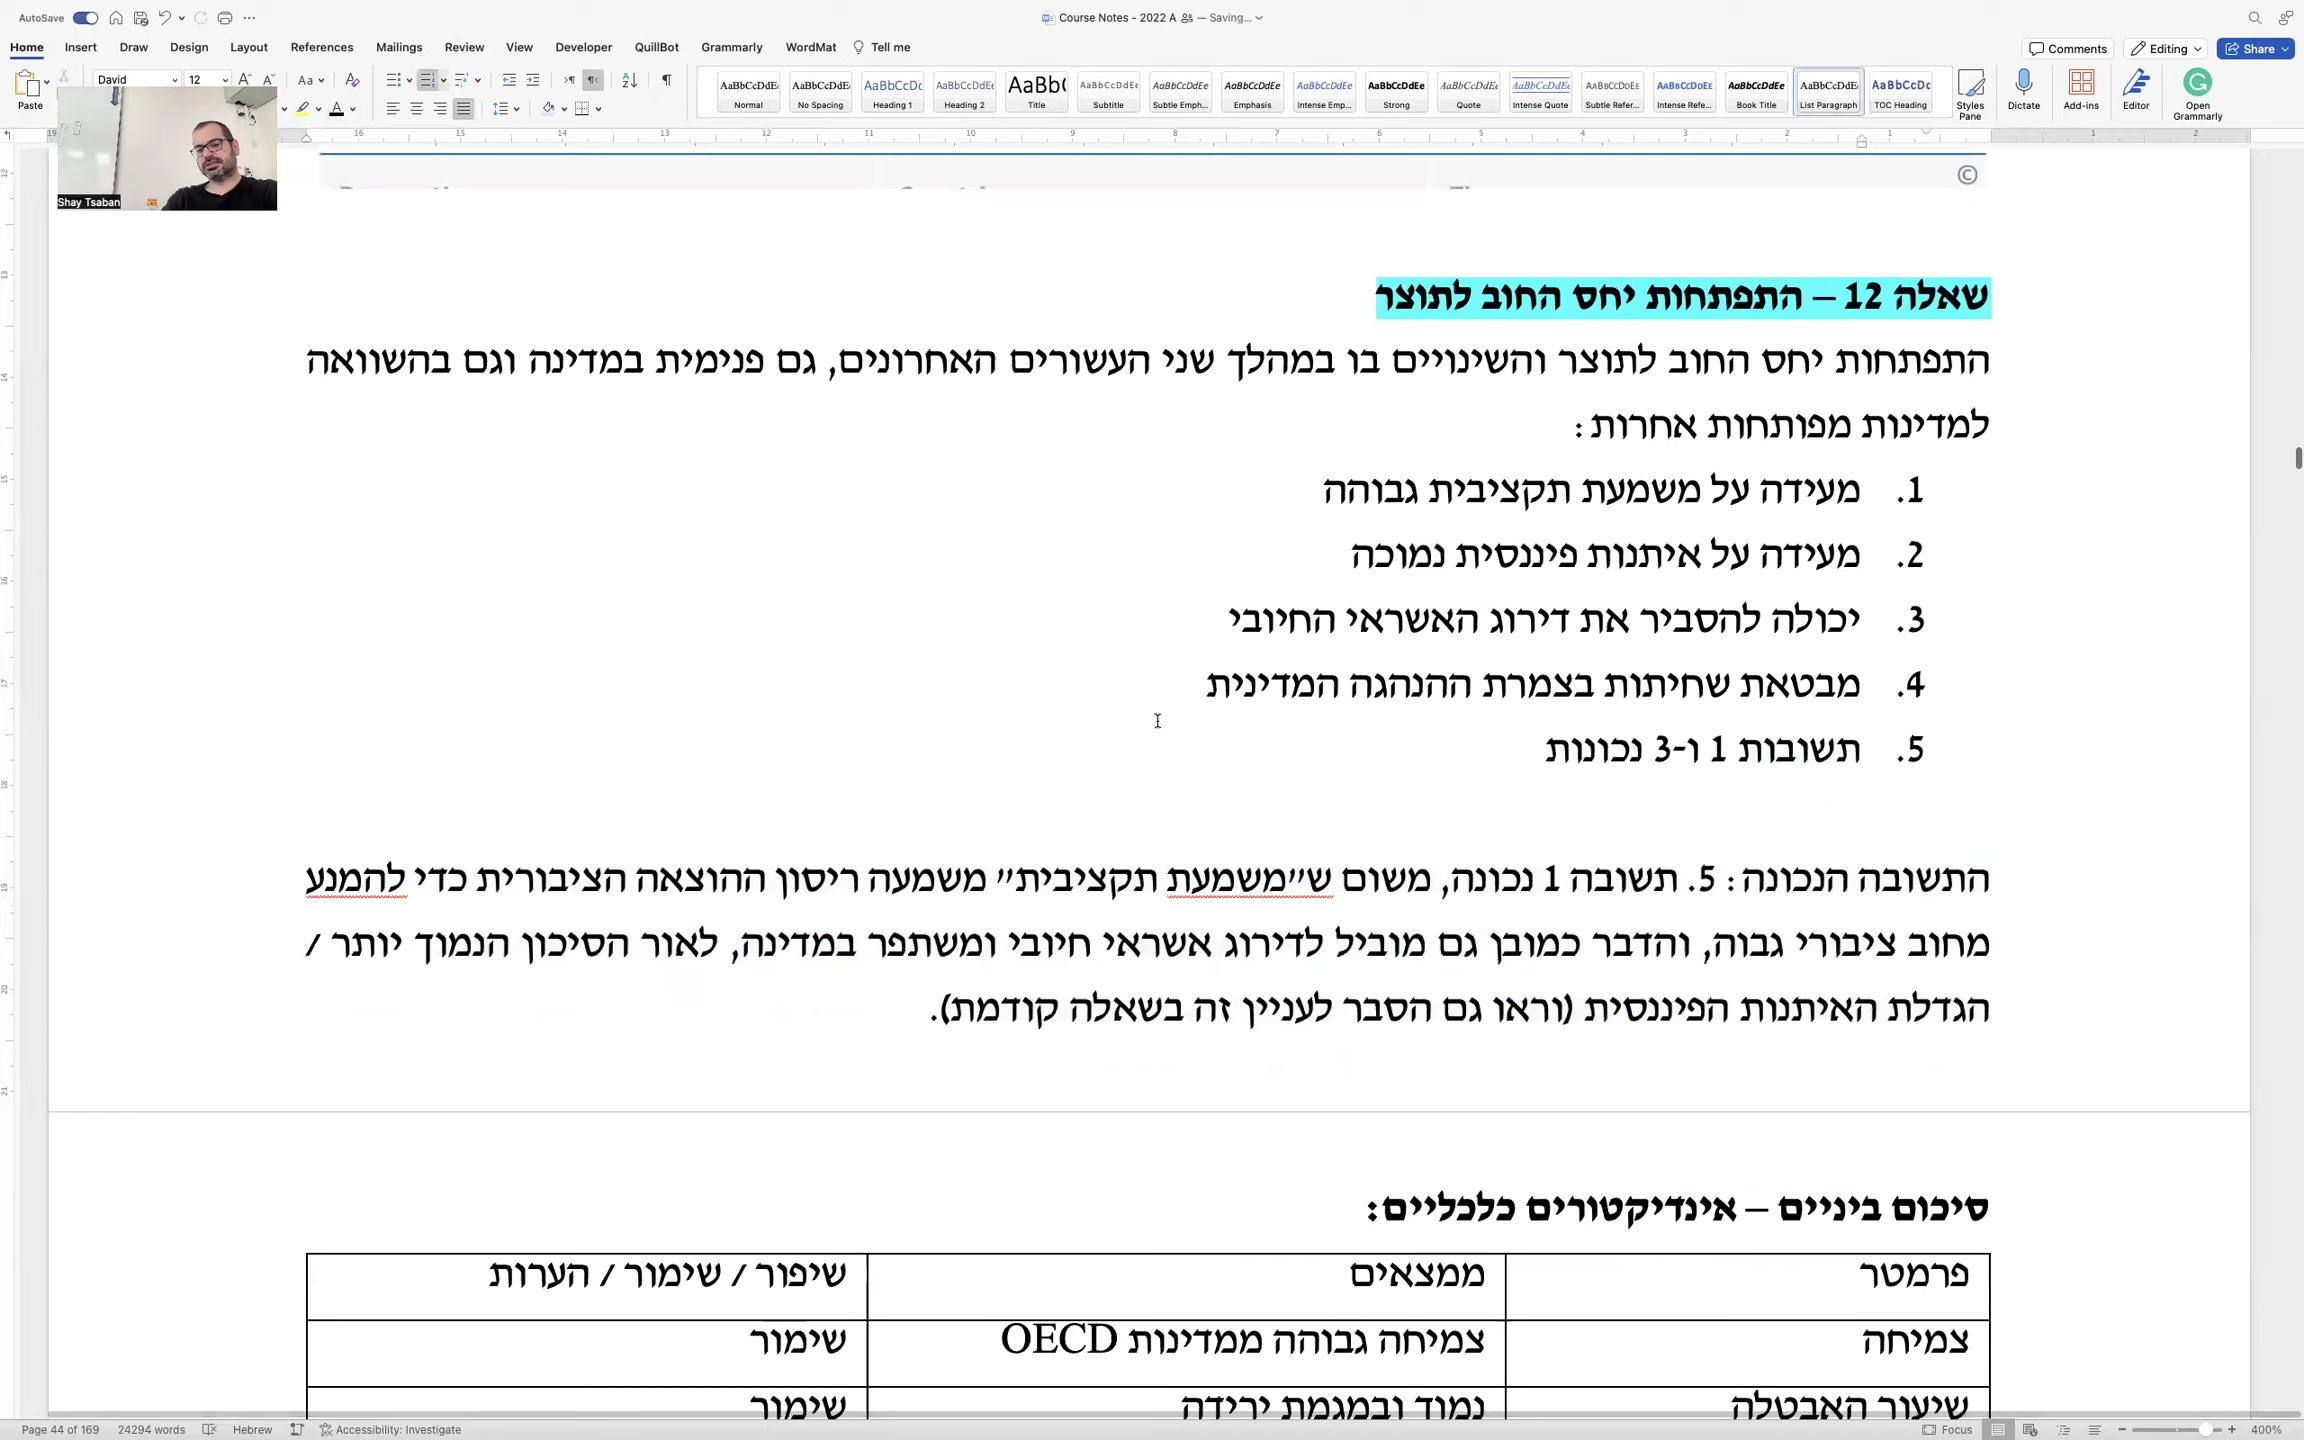 AutoSave
Course Notes - 2022 A — Saving...
Home Insert Draw Design Layout References Mailings Review View Developer QuillBot Grammarly WordMat Tell me
Comments Editing Share
Paste
David 12
Normal No Spacing Heading 1 Heading 2 Title Subtitle Subtle Emph... Emphasis Intense Emp... Strong Quote Intense Quote Subtle Refer... Intense Refe... Book Title List Paragraph TOC Heading
Styles Pane
Dictate
Add-ins
Editor
Open Grammarly
Shay Tsaban
©
שאלה 12 – התפתחות יחס החוב לתוצר
התפתחות יחס החוב לתוצר והשינויים בו במהלך שני העשורים האחרונים, גם פנימית במדינה וגם בהשוואה
למדינות מפותחות אחרות:
1. מעידה על משמעת תקציבית גבוהה
2. מעידה על איתנות פיננסית נמוכה
3. יכולה להסביר את דירוג האשראי החיובי
4. מבטאת שחיתות בצמרת ההנהגה המדינית
5. תשובות 1 ו-3 נכונות
התשובה הנכונה: 5. תשובה 1 נכונה, משום ש״משמעת תקציבית״ משמעה ריסון ההוצאה הציבורית כדי להמנע
מחוב ציבורי גבוה, והדבר כמובן גם מוביל לדירוג אשראי חיובי ומשתפר במדינה, לאור הסיכון הנמוך יותר /
הגדלת האיתנות הפיננסית (וראו גם הסבר לעניין זה בשאלה קודמת).
סיכום ביניים – אינדיקטורים כלכליים:
פרמטר ממצאים שיפור / שימור / הערות
צמיחה צמיחה גבוהה ממדינות OECD שימור
שיעור האבטלה נמוך ובמגמת ירידה שימור
Page 44 of 169 24294 words Hebrew Accessibility: Investigate Focus 400%